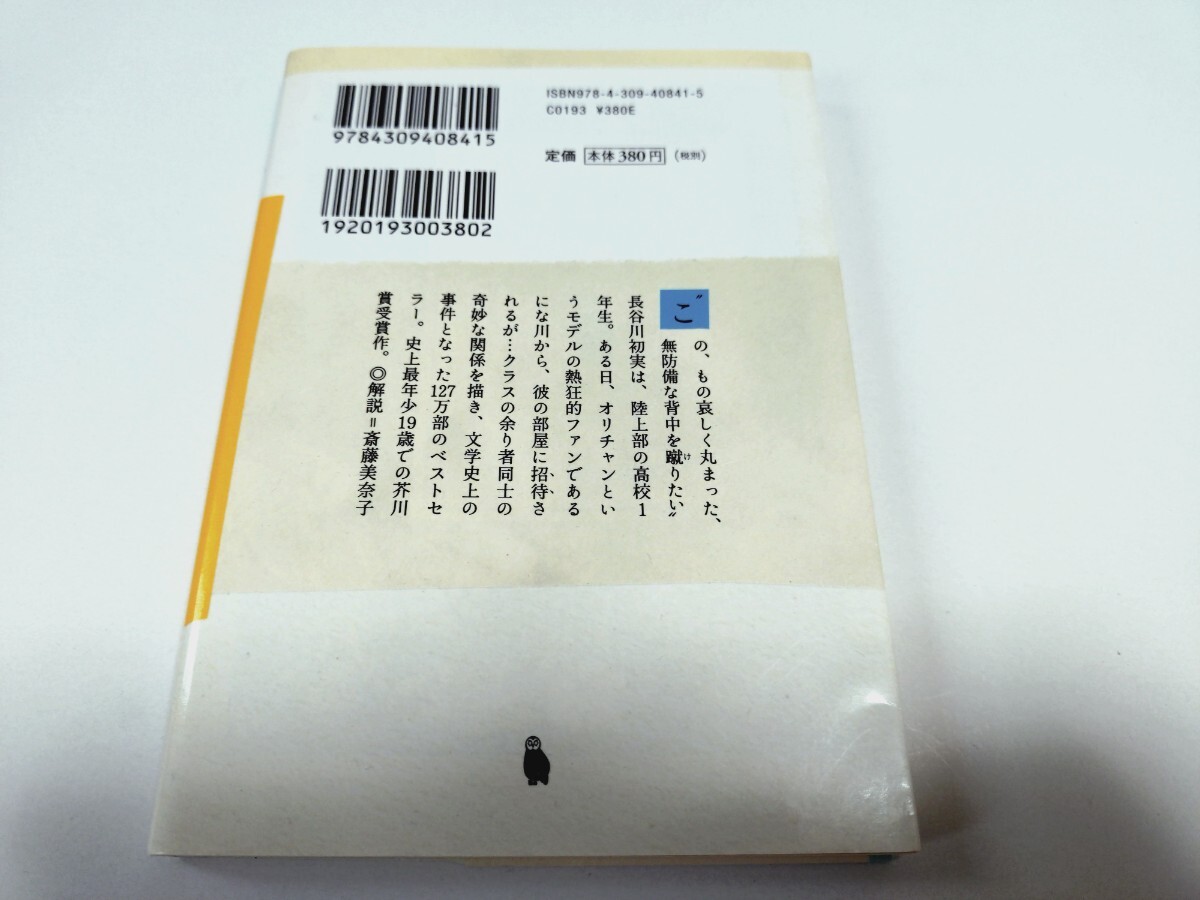 9784309408415
1920193003802
ISBN978-4-309-40841-5
C0193 ¥380E
定価 本体380円（税別）
〝この、もの哀しく丸まった、
無防備な背中を蹴りたい〟
け
長谷川初実は、陸上部の高校1
年生。ある日、オリチャンとい
うモデルの熱狂的ファンである
にな川から、彼の部屋に招待さ
れるが…クラスの余り者同士の
奇妙な関係を描き、文学史上の
事件となった127万部のベストセ
ラー。史上最年少19歳での芥川
賞受賞作。◎解説＝斎藤美奈子